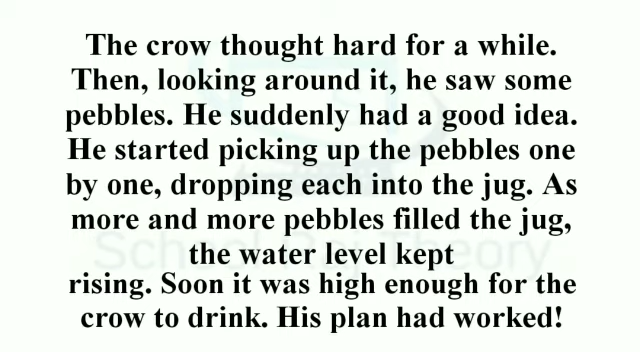 The crow thought hard for a while.
Then, looking around it, he saw some
pebbles. He suddenly had a good idea.
He started picking up the pebbles one
by one, dropping each into the jug. As
more and more pebbles filled the jug,
the water level kept
rising. Soon it was high enough for the
crow to drink. His plan had worked!